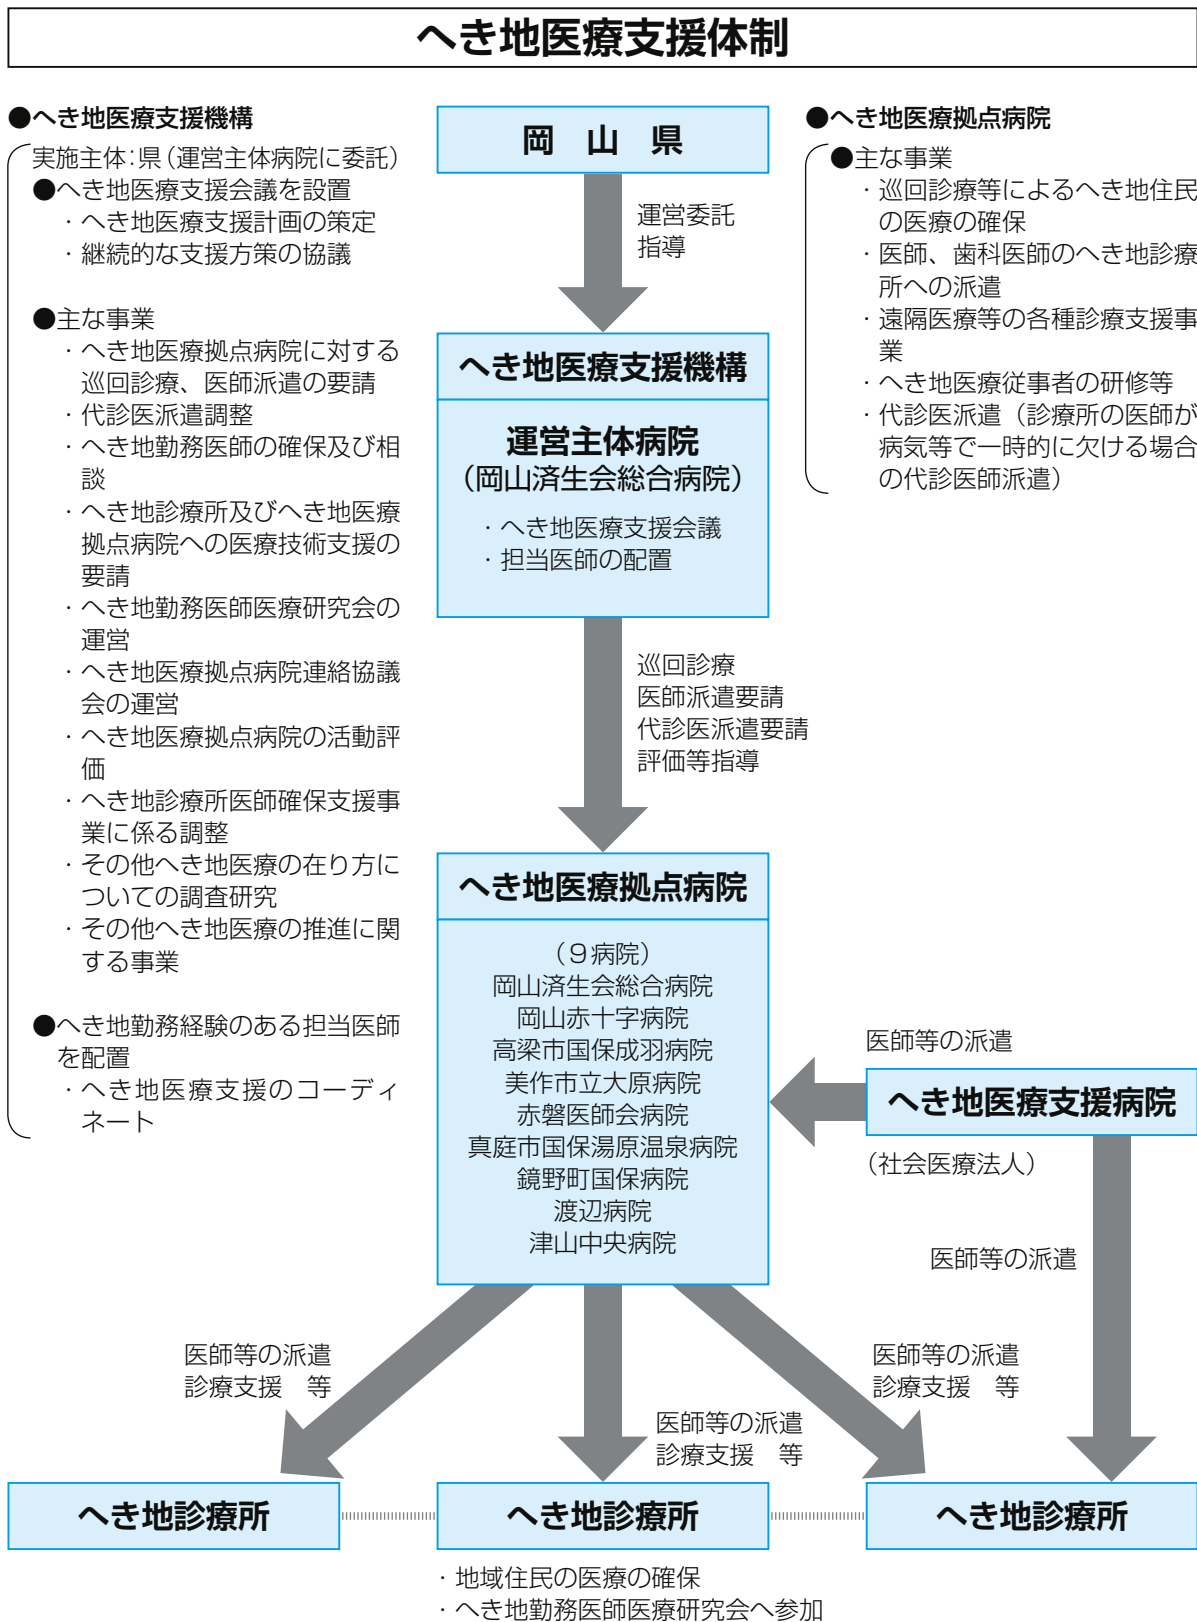 へき地医療支援体制
●へき地医療支援機構
実施主体:県(運営主体病院に委託)
●へき地医療支援会議を設置
・へき地医療支援計画の策定
・継続的な支援方策の協議
●主な事業
・へき地医療拠点病院に対する
巡回診療、医師派遣の要請
・代診医派遣調整
・へき地勤務医師の確保及び相
談
・へき地診療所及びへき地医療
拠点病院への医療技術支援の
要請
・へき地勤務医師医療研究会の
運営
・へき地医療拠点病院連絡協議
会の運営
・へき地医療拠点病院の活動評
価
・へき地診療所医師確保支援事
業に係る調整
・その他へき地医療の在り方に
ついての調査研究
・その他へき地医療の推進に関
する事業
●へき地勤務経験のある担当医師
を配置
・へき地医療支援のコーディ
ネート
岡 山 県
運営委託
指導
へき地医療支援機構
運営主体病院
(岡山済生会総合病院)
・へき地医療支援会議
・担当医師の配置
巡回診療
医師派遣要請
代診医派遣要請
評価等指導
へき地医療拠点病院
(9病院)
岡山済生会総合病院
岡山赤十字病院
高梁市国保成羽病院
美作市立大原病院
赤磐医師会病院
真庭市国保湯原温泉病院
鏡野町国保病院
渡辺病院
津山中央病院
●へき地医療拠点病院
●主な事業
・巡回診療等によるへき地住民
の医療の確保
・医師、歯科医師のへき地診療
所への派遣
・遠隔医療等の各種診療支援事
業
・へき地医療従事者の研修等
・代診医派遣(診療所の医師が
病気等で一時的に欠ける場合
の代診医師派遣)
医師等の派遣
へき地医療支援病院
(社会医療法人)
医師等の派遣
医師等の派遣
診療支援 等
医師等の派遣
診療支援 等
医師等の派遣
診療支援 等
へき地診療所
へき地診療所
へき地診療所
・地域住民の医療の確保
・へき地勤務医師医療研究会へ参加